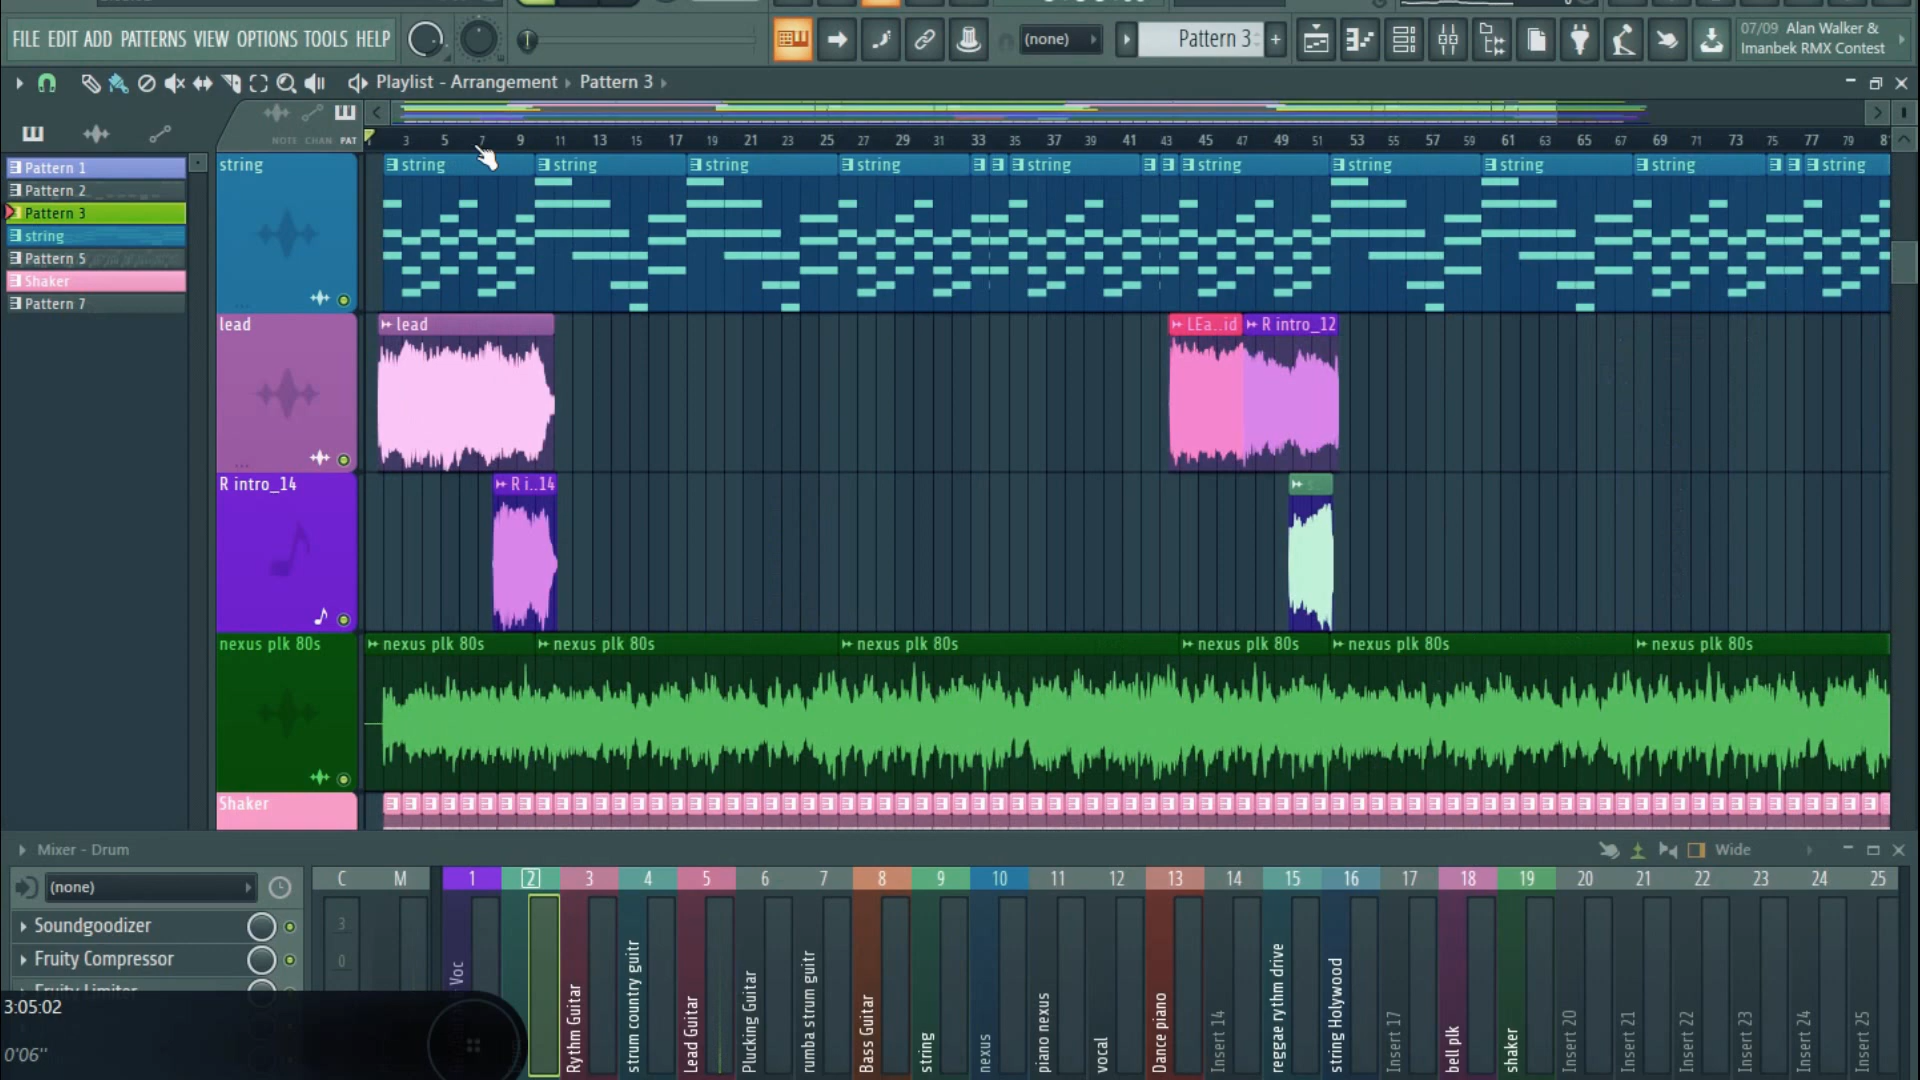 FILE EDIT ADD PATTERNS VIEW OPTIONS TOOLS HELP
(none)
Pattern 3
+
07/09 Alan Walker &
Imanbek RMX Contest
Playlist - Arrangement › Pattern 3 ›
NOTE CHAN PAT
3 5 7 9 11 13 15 17 19 21 23 25 27 29 31 33 35 37 39 41 43 45 47 49 51 53 55 57 59 61 63 65 67 69 71 73 75 77 79
Pattern 1
Pattern 2
Pattern 3
string
Pattern 5
Shaker
Pattern 7
string
string string string string string string string string string string
lead
lead
LEa..id
R intro_12
R intro_14
R i..14
s
nexus plk 80s
nexus plk 80s nexus plk 80s nexus plk 80s nexus plk 80s nexus plk 80s nexus plk 80s
Shaker
Mixer - Drum
Wide
(none)
C M 1 2 3 4 5 6 7 8 9 10 11 12 13 14 15 16 17 18 19 20 21 22 23 24 25
Soundgoodizer
Fruity Compressor
Fruity Limiter
3
0
3:05:02
0'06"
Voc
Rythm Guitar
strum country guitr
Lead Guitar
Plucking Guitar
rumba strum guitr
Bass Guitar
string
nexus
piano nexus
vocal
Dance piano
Insert 14
reggae rythm drive
string Holywood
Insert 17
bell plk
shaker
Insert 20
Insert 21
Insert 22
Insert 23
Insert 24
Insert 25